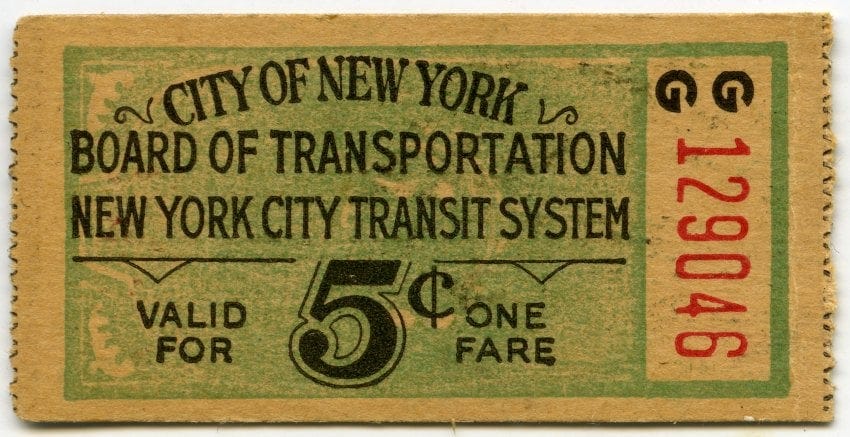 CITY OF NEW YORK
BOARD OF TRANSPORTATION
NEW YORK CITY TRANSIT SYSTEM
VALID FOR
5¢
ONE FARE
G G
129046